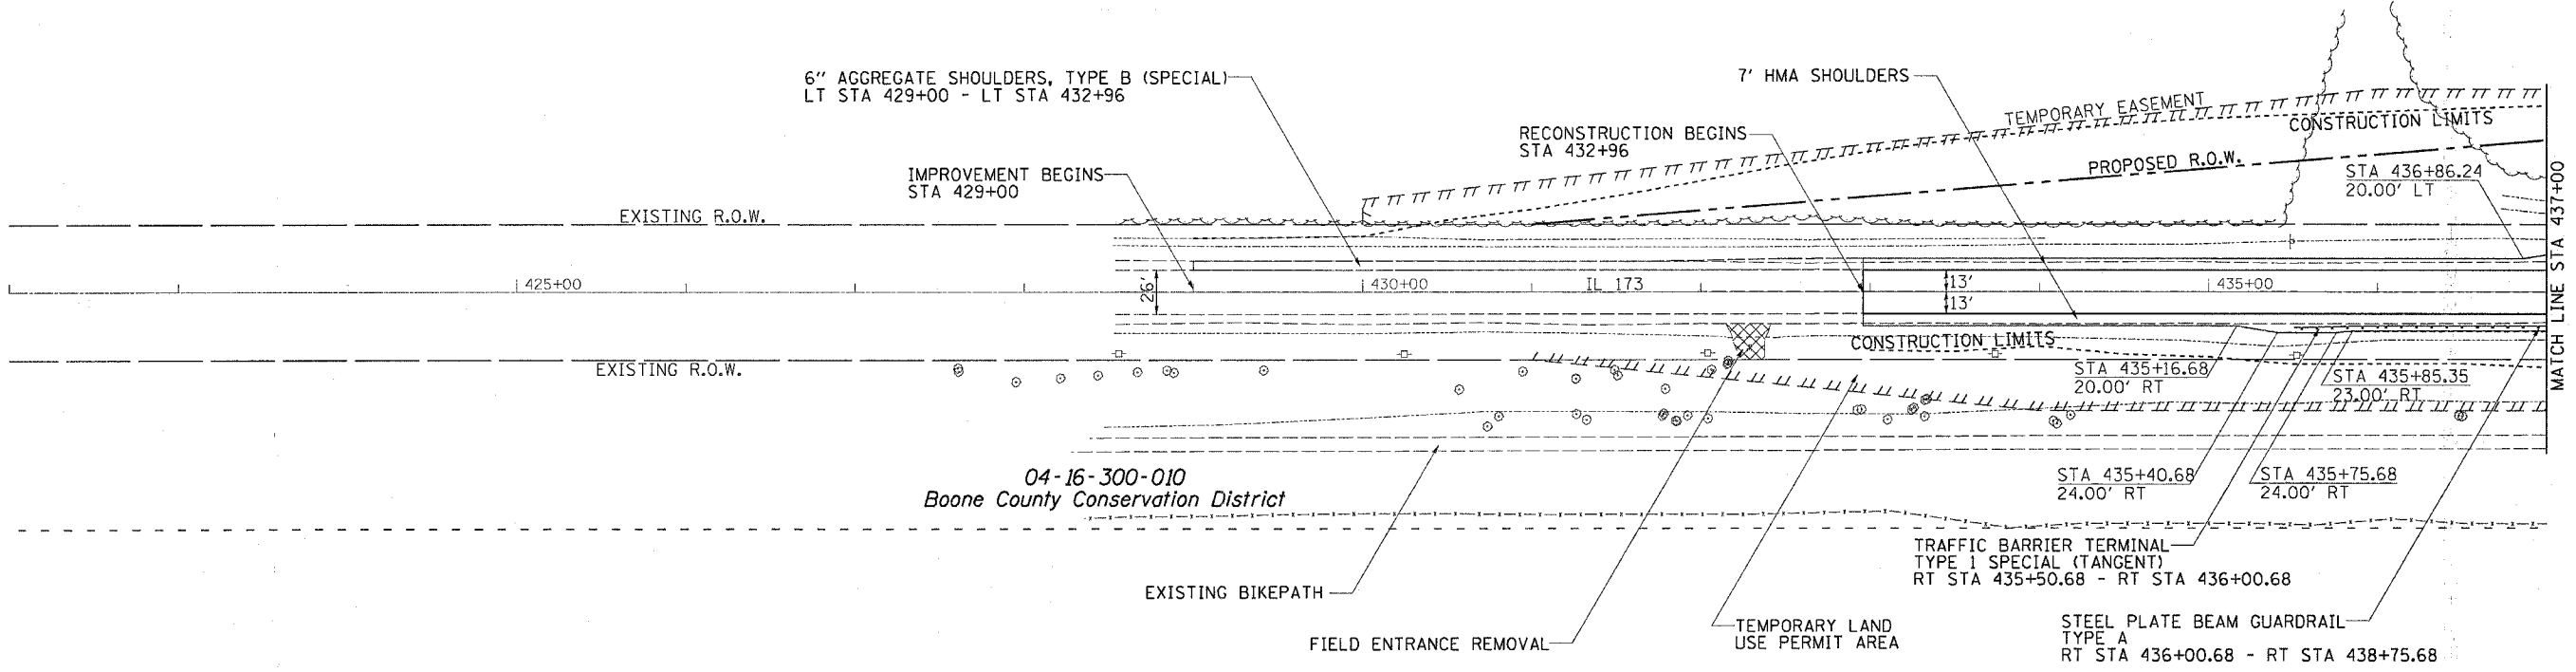 6" AGGREGATE SHOULDERS, TYPE B (SPECIAL)
LT STA 429+00 - LT STA 432+96
7' HMA SHOULDERS
TEMPORARY EASEMENT
CONSTRUCTION LIMITS
RECONSTRUCTION BEGINS
STA 432+96
PROPOSED R.O.W.
IMPROVEMENT BEGINS
STA 429+00
STA 436+86.24
20.00' LT
EXISTING R.O.W.
MATCH LINE STA 437+00
425+00
26'
430+00
IL 173
13'
435+00
13'
CONSTRUCTION LIMITS
EXISTING R.O.W.
STA 435+16.68
20.00' RT
STA 435+85.35
23.00' RT
04-16-300-010
Boone County Conservation District
STA 435+40.68
24.00' RT
STA 435+75.68
24.00' RT
TRAFFIC BARRIER TERMINAL
TYPE 1 SPECIAL (TANGENT)
RT STA 435+50.68 - RT STA 436+00.68
EXISTING BIKEPATH
FIELD ENTRANCE REMOVAL
TEMPORARY LAND
USE PERMIT AREA
STEEL PLATE BEAM GUARDRAIL
TYPE A
RT STA 436+00.68 - RT STA 438+75.68